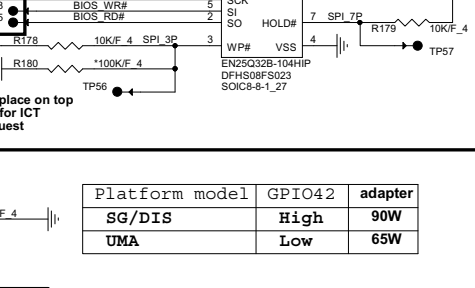 BIOS_WR# 5 SCK
BIOS_RD# 2 SI
SO HOLD# 7 SPI_7P
R179 10K/F_4
R178 10K/F_4 SPI_3P 3 WP# VSS 4
TP57
R180 *100K/F_4
EN25Q32B-104HIP
DFHS08FS023
SOIC8-8-1_27
TP56
place on top
for ICT
uest
Platform model GPIO42 adapter
F_4
SG/DIS High 90W
UMA Low 65W